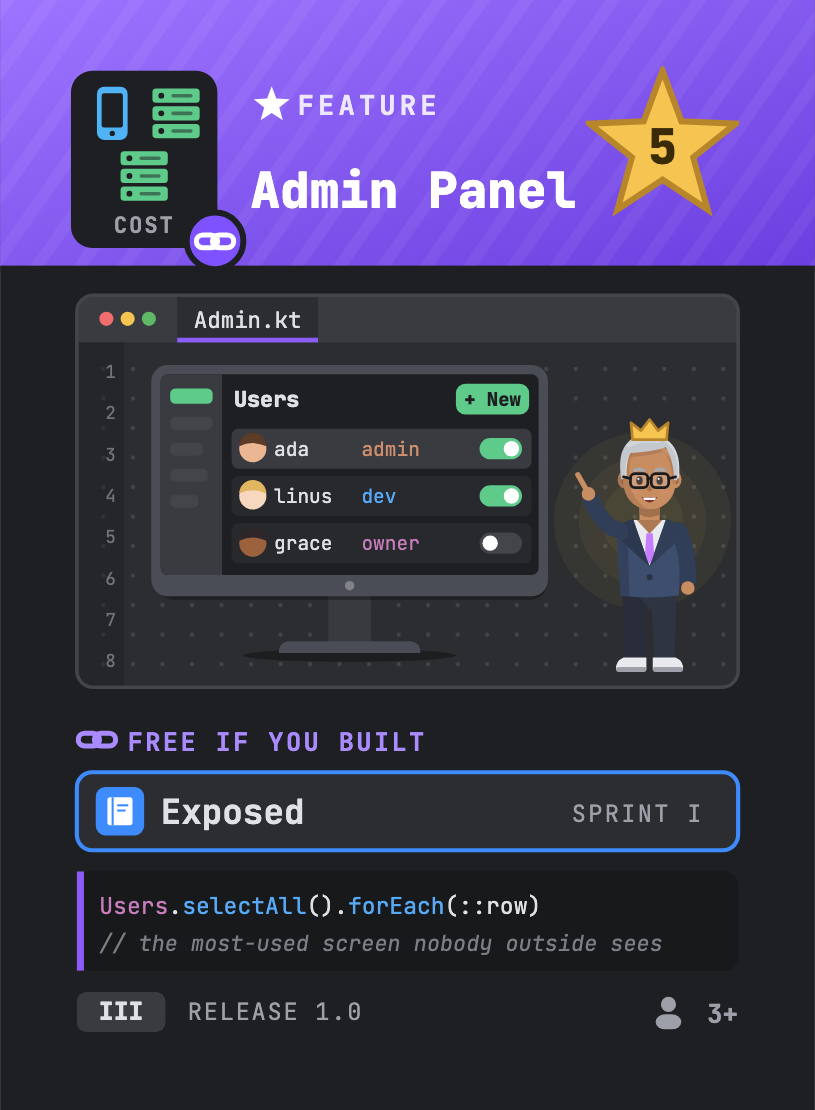 FEATURE
5
Admin Panel
COST
Admin.kt
1
2
3
4
5
6
7
8
Users
+ New
ada admin
linus dev
grace owner
FREE IF YOU BUILT
Exposed SPRINT I
Users.selectAll().forEach(::row)
// the most-used screen nobody outside sees
III RELEASE 1.0 3+